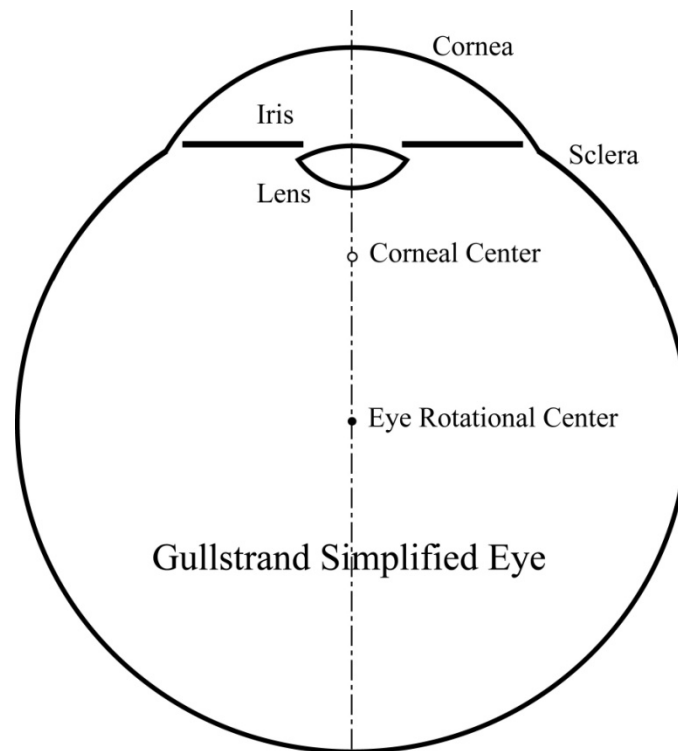 Cornea
Iris
Sclera
Lens
Corneal Center
Eye Rotational Center
Gullstrand Simplified Eye